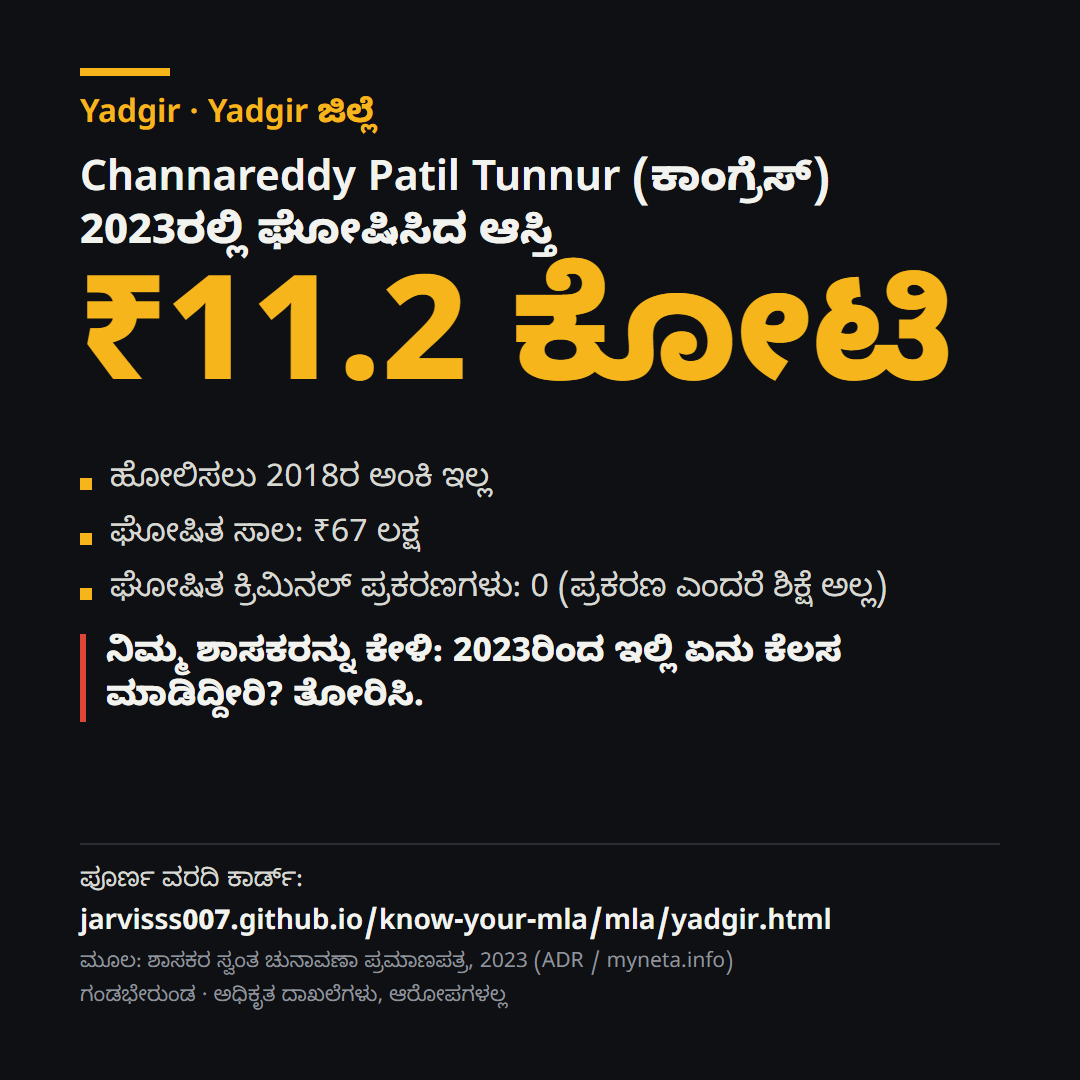 Yadgir · Yadgir ಜಿಲ್ಲೆ
Channareddy Patil Tunnur (ಕಾಂಗ್ರೆಸ್)
2023ರಲ್ಲಿ ಘೋಷಿಸಿದ ಆಸ್ತಿ
₹11.2 ಕೋಟಿ
ಹೋಲಿಸಲು 2018ರ ಅಂಕಿ ಇಲ್ಲ
ಘೋಷಿತ ಸಾಲ: ₹67 ಲಕ್ಷ
ಘೋಷಿತ ಕ್ರಿಮಿನಲ್ ಪ್ರಕರಣಗಳು: 0 (ಪ್ರಕರಣ ಎಂದರೆ ಶಿಕ್ಷೆ ಅಲ್ಲ)
ನಿಮ್ಮ ಶಾಸಕರನ್ನು ಕೇಳಿ: 2023ರಿಂದ ಇಲ್ಲಿ ಏನು ಕೆಲಸ
ಮಾಡಿದ್ದೀರಿ? ತೋರಿಸಿ.
ಪೂರ್ಣ ವರದಿ ಕಾರ್ಡ್:
jarvisss007.github.io/know-your-mla/mla/yadgir.html
ಮೂಲ: ಶಾಸಕರ ಸ್ವಂತ ಚುನಾವಣಾ ಪ್ರಮಾಣಪತ್ರ, 2023 (ADR / myneta.info)
ಗಂಡಭೇರುಂಡ · ಅಧಿಕೃತ ದಾಖಲೆಗಳು, ಆರೋಪಗಳಲ್ಲ